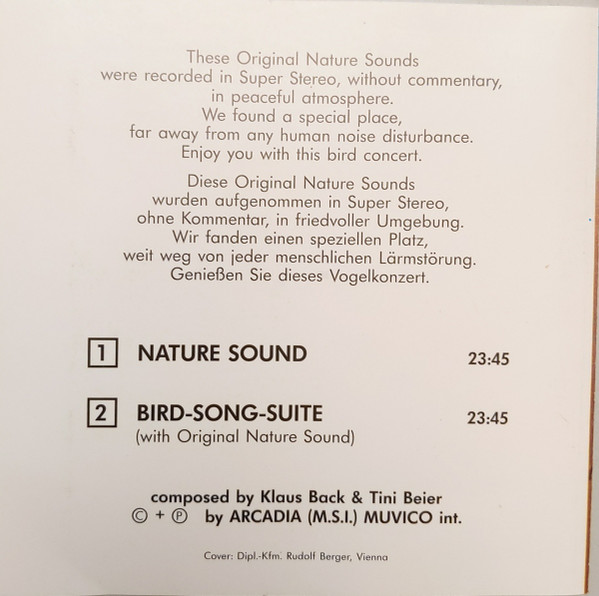 These Original Nature Sounds
were recorded in Super Stereo, without commentary,
in peaceful atmosphere.
We found a special place,
far away from any human noise disturbance.
Enjoy you with this bird concert.
Diese Original Nature Sounds
wurden aufgenommen in Super Stereo,
ohne Kommentar, in friedvoller Umgebung.
Wir fanden einen speziellen Platz,
weit weg von jeder menschlichen Lärmstörung.
Genießen Sie dieses Vogelkonzert.
1 NATURE SOUND 23:45
2 BIRD-SONG-SUITE 23:45
(with Original Nature Sound)
composed by Klaus Back & Tini Beier
© + ℗ by ARCADIA (M.S.I.) MUVICO int.
Cover: Dipl.-Kfm. Rudolf Berger, Vienna